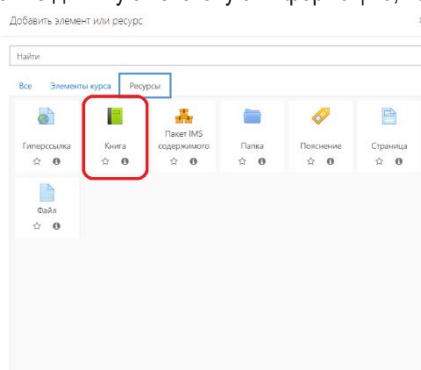 Добавить элемент или ресурс
Найти
Все Элементы курса Ресурсы
Гиперссылка Книга Пакет IMS содержимого Папка Пояснение Страница
Файл